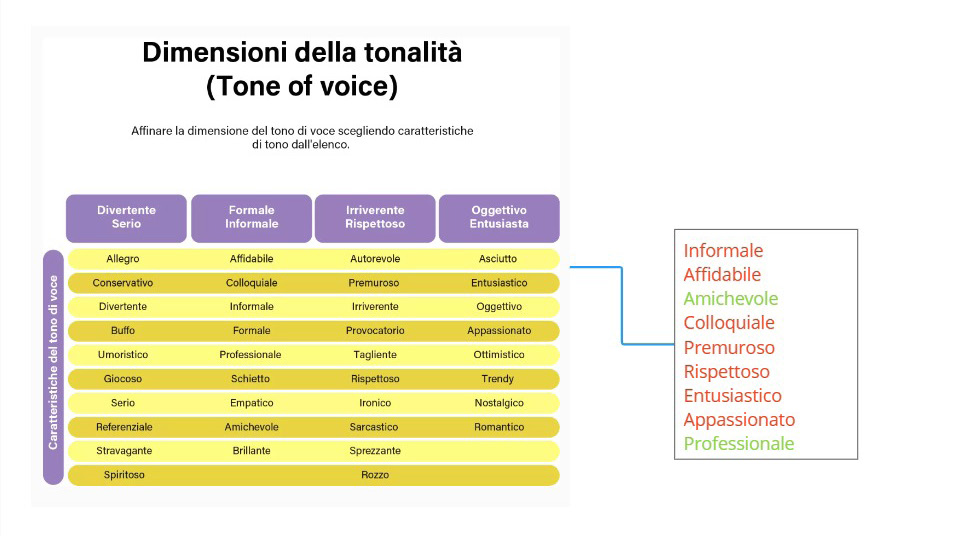 Dimensioni della tonalità
(Tone of voice)
Affinare la dimensione del tono di voce scegliendo caratteristiche
di tono dall'elenco.
Divertente
Serio
Formale
Informale
Irriverente
Rispettoso
Oggettivo
Entusiasta
Caratteristiche del tono di voce
Allegro Affidabile Autorevole Asciutto
Conservativo Colloquiale Premuroso Entusiastico
Divertente Informale Irriverente Oggettivo
Buffo Formale Provocatorio Appassionato
Umoristico Professionale Tagliente Ottimistico
Giocoso Schietto Rispettoso Trendy
Serio Empatico Ironico Nostalgico
Referenziale Amichevole Sarcastico Romantico
Stravagante Brillante Sprezzante
Spiritoso Rozzo
Informale
Affidabile
Amichevole
Colloquiale
Premuroso
Rispettoso
Entusiastico
Appassionato
Professionale